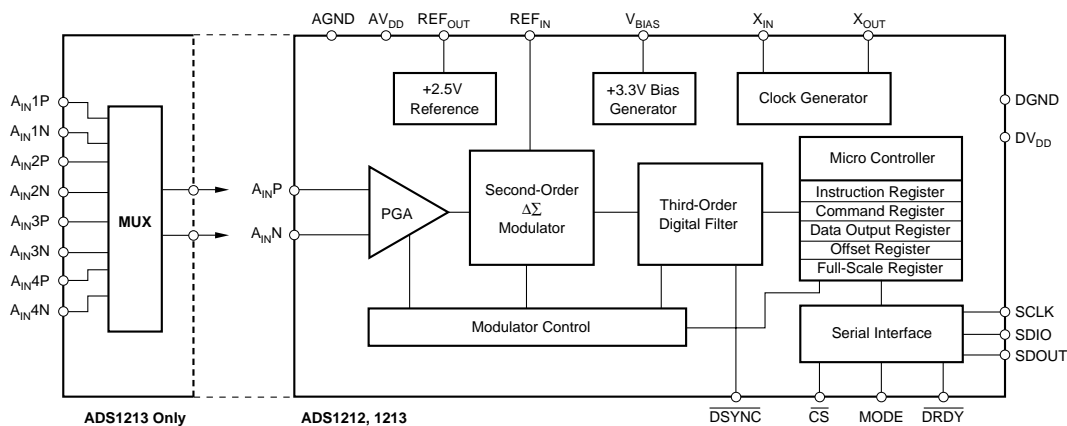 AGND
AVDD
REFOUT
REFIN
VBIAS
XIN
XOUT
+2.5V
Reference
+3.3V Bias
Generator
Clock Generator
DGND
DVDD
AIN1P
AIN1N
AIN2P
AIN2N
AIN3P
AIN3N
AIN4P
AIN4N
MUX
AINP
AINN
PGA
Second-Order
ΔΣ
Modulator
Third-Order
Digital Filter
Micro Controller
Instruction Register
Command Register
Data Output Register
Offset Register
Full-Scale Register
Modulator Control
Serial Interface
SCLK
SDIO
SDOUT
ADS1213 Only
ADS1212, 1213
DSYNC
CS
MODE
DRDY